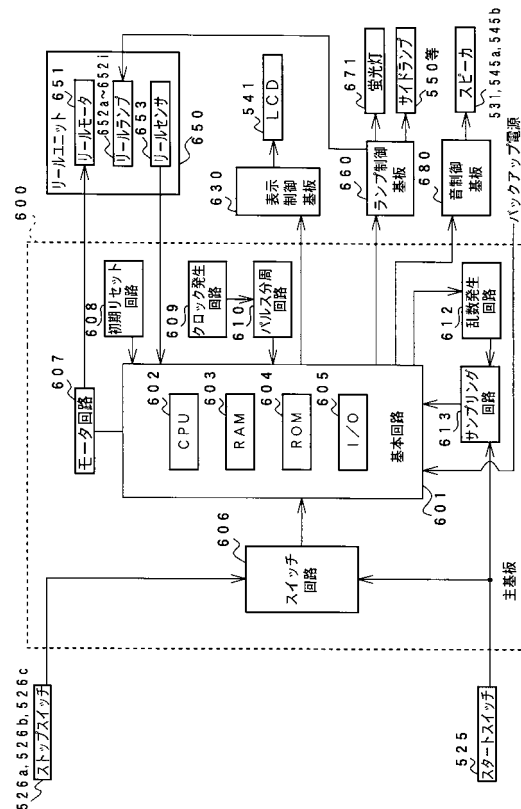 600
リールユニット
651
リールモータ
652a~652i
リールランプ
653
リールセンサ
650
607
モータ回路
608
初期リセット
回路
609
クロック発生
回路
610
パルス分周
回路
541
LCD
630
表示
制御
基板
671
蛍光灯
サイドランプ
550等
660
ランプ制御
基板
680
音制御
基板
スピーカ
531,545a,545b
バックアップ電源
602
CPU
603
RAM
604
ROM
605
I/O
基本回路
601
612
乱数発生
回路
613
サンプリング
回路
606
スイッチ
回路
主基板
526a,526b,526c
ストップスイッチ
525
スタートスイッチ